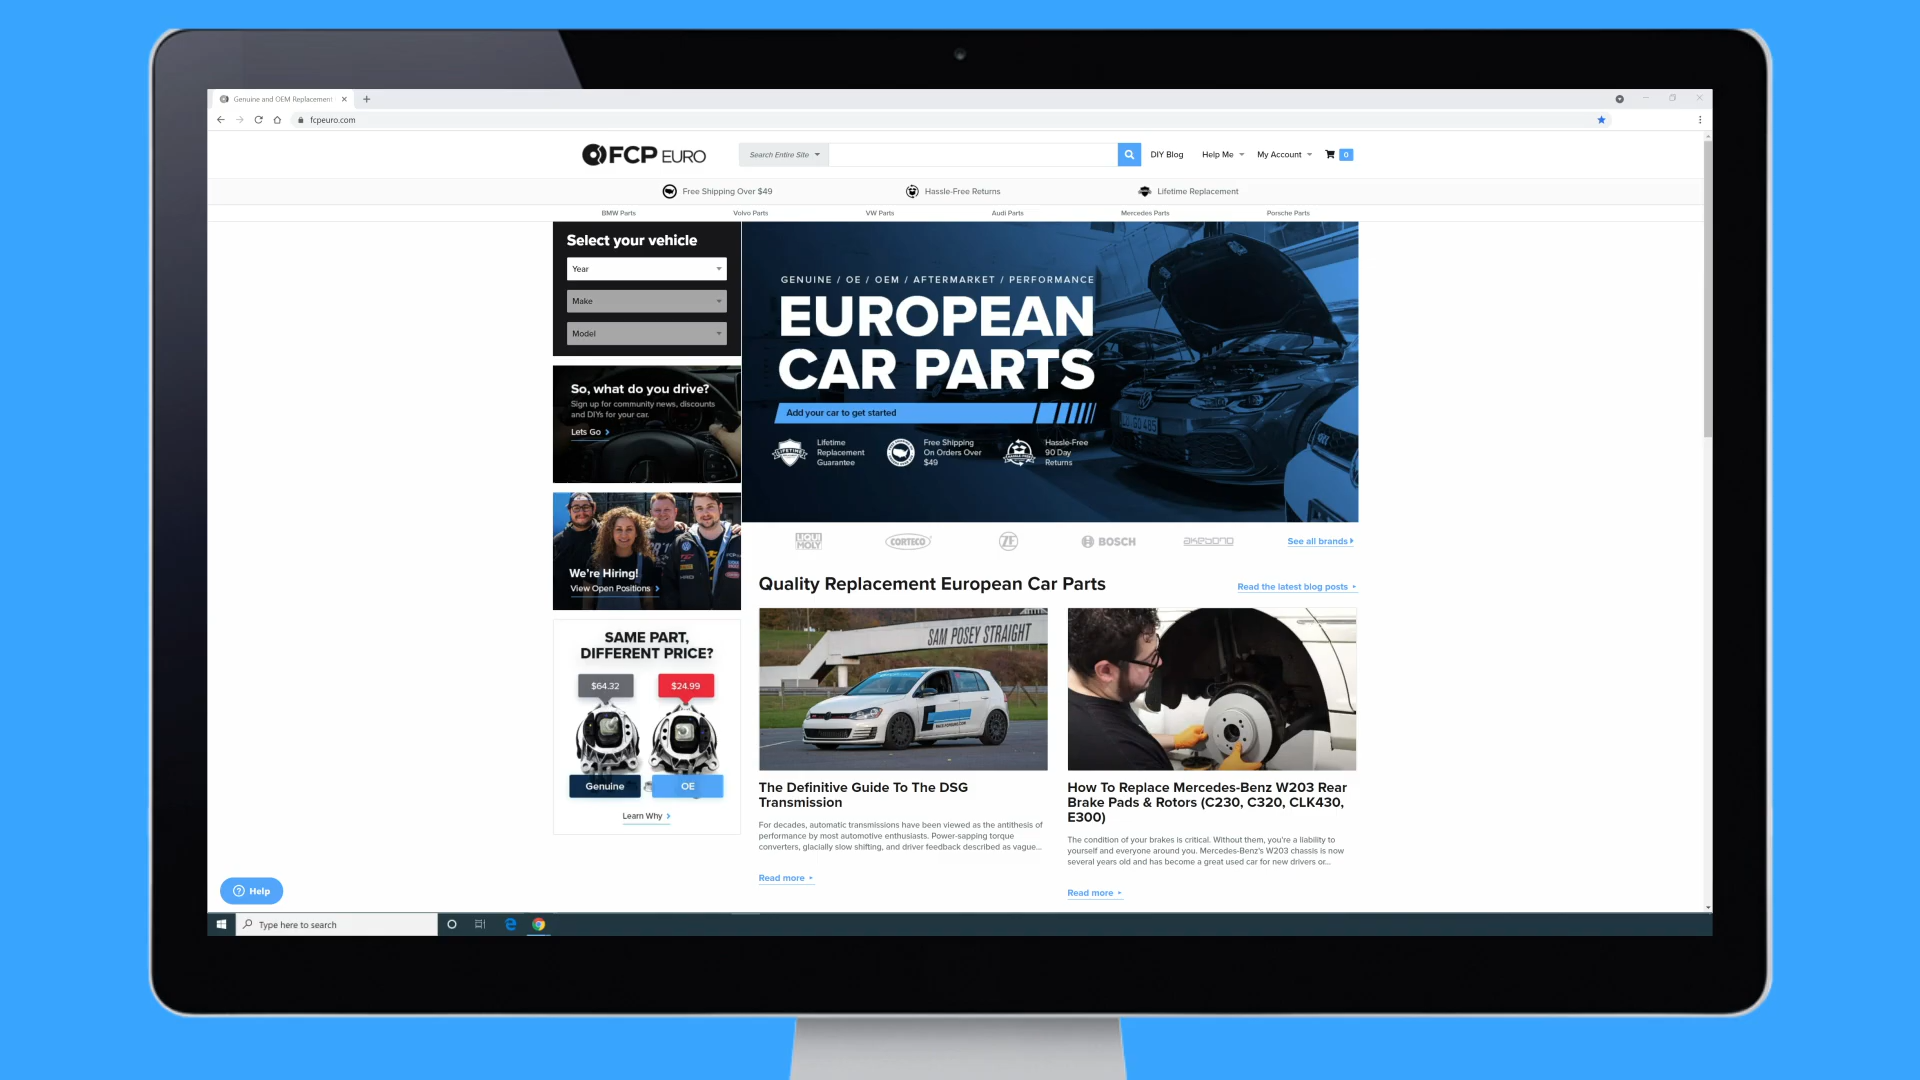 Genuine and OEM Replacement
fcpeuro.com
FCP EURO
Search Entire Site
DIY Blog
Help Me
My Account
0
Free Shipping Over $49
Hassle-Free Returns
Lifetime Replacement
BMW Parts
Volvo Parts
VW Parts
Audi Parts
Mercedes Parts
Porsche Parts
Select your vehicle
Year
Make
Model
So, what do you drive?
Sign up for community news, discounts
and DIYs for your car.
Lets Go
We're Hiring!
View Open Positions
SAME PART,
DIFFERENT PRICE?
$64.32
$24.99
Genuine
OE
Learn Why
GENUINE / OE / OEM / AFTERMARKET / PERFORMANCE
EUROPEAN
CAR PARTS
Add your car to get started
LIFETIME
Lifetime
Replacement
Guarantee
Free Shipping
On Orders Over
$49
Hassle-Free
90 Day
Returns
LIQUI
MOLY
CORTECO
ZF
BOSCH
akebono
See all brands
Quality Replacement European Car Parts
Read the latest blog posts
SAM POSEY STRAIGHT
The Definitive Guide To The DSG
Transmission
For decades, automatic transmissions have been viewed as the antithesis of
performance by most automotive enthusiasts. Power-sapping torque
converters, glacially slow shifting, and driver feedback described as vague...
Read more
How To Replace Mercedes-Benz W203 Rear
Brake Pads & Rotors (C230, C320, CLK430,
E300)
The condition of your brakes is critical. Without them, you're a liability to
yourself and everyone around you. Mercedes-Benz's W203 chassis is now
several years old and has become a great used car for new drivers or...
Read more
Help
Type here to search